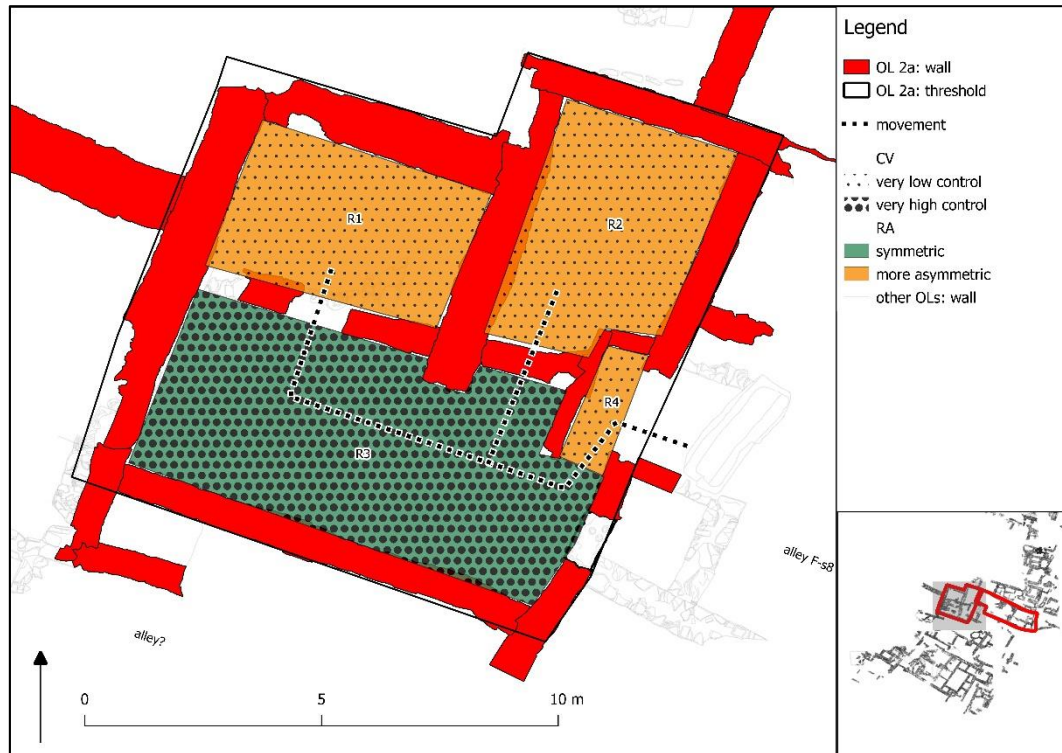 Legend
OL 2a: wall
OL 2a: threshold
movement
CV
very low control
very high control
RA
symmetric
more asymmetric
other OLs: wall
R1
R2
R4
R3
alley F-s8
alley?
0 5 10 m